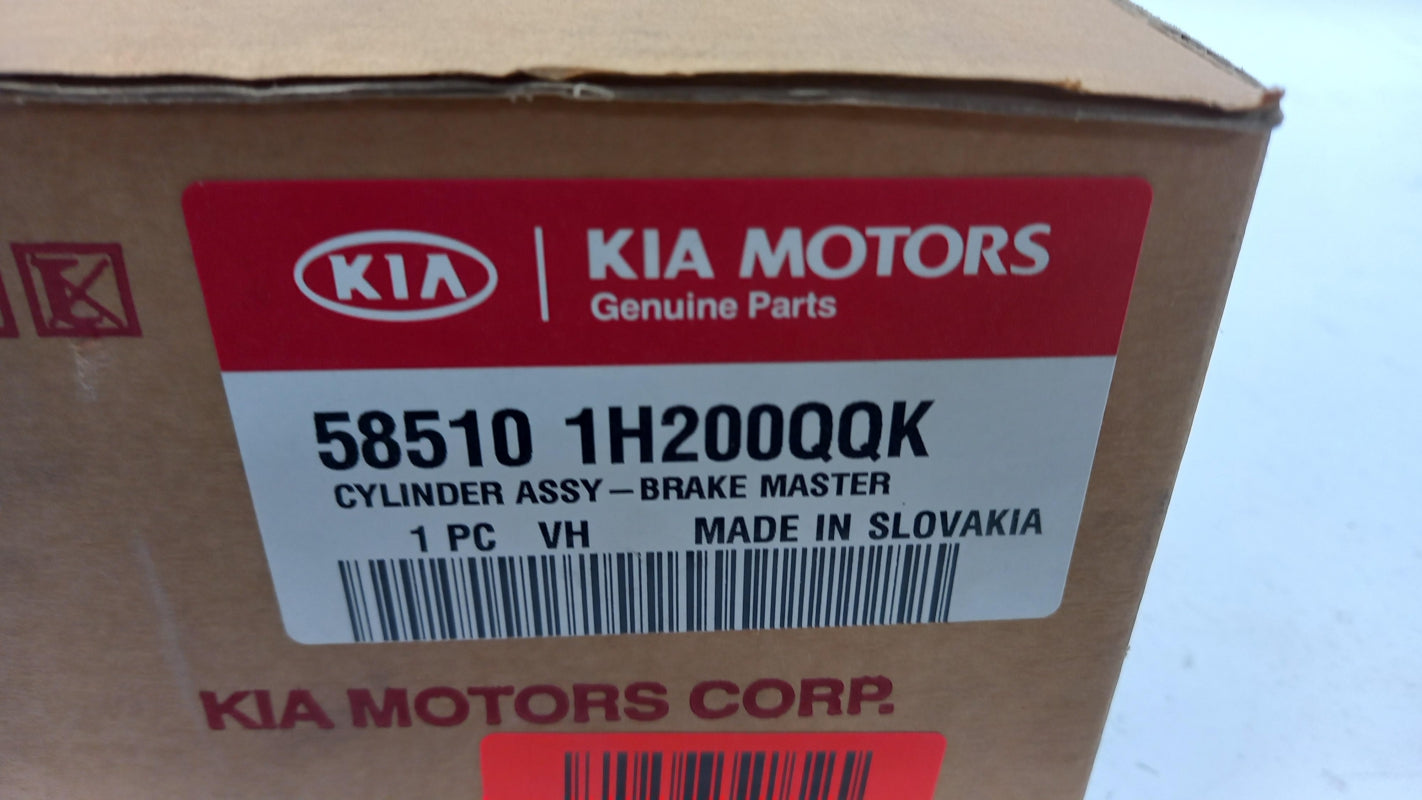 KIA
KIA MOTORS
Genuine Parts
58510 1H200QQK
CYLINDER ASSY–BRAKE MASTER
1 PC VH MADE IN SLOVAKIA
KIA MOTORS CORP.